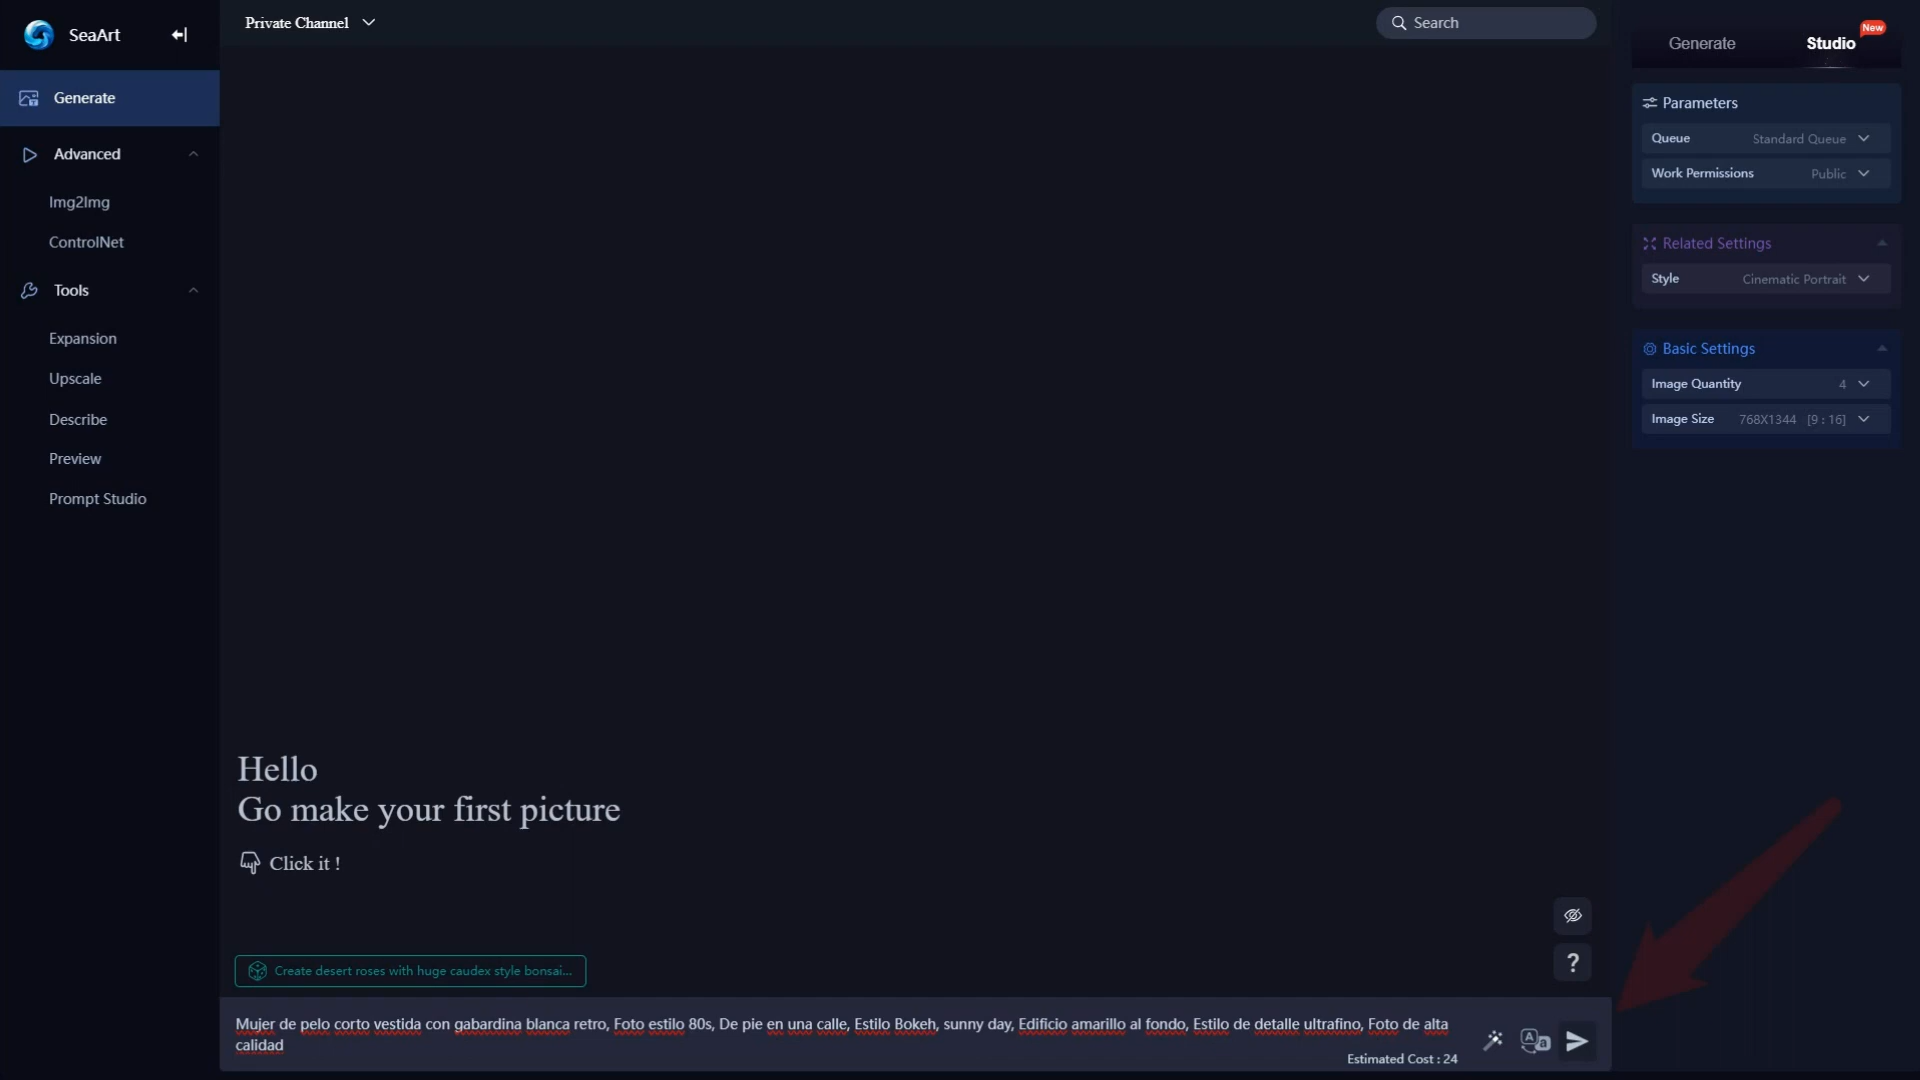 SeaArt
Generate
Advanced
Img2Img
ControlNet
Tools
Expansion
Upscale
Describe
Preview
Prompt Studio
Private Channel
Search
Hello
Go make your first picture
Click it !
Create desert roses with huge caudex style bonsai...
Mujer de pelo corto vestida con gabardina blanca retro, Foto estilo 80s, De pie en una calle, Estilo Bokeh, sunny day, Edificio amarillo al fondo, Estilo de detalle ultrafino, Foto de alta
calidad
Estimated Cost : 24
?
Generate
Studio
New
Parameters
Queue Standard Queue
Work Permissions Public
Related Settings
Style Cinematic Portrait
Basic Settings
Image Quantity 4
Image Size 768X1344 [9 : 16]